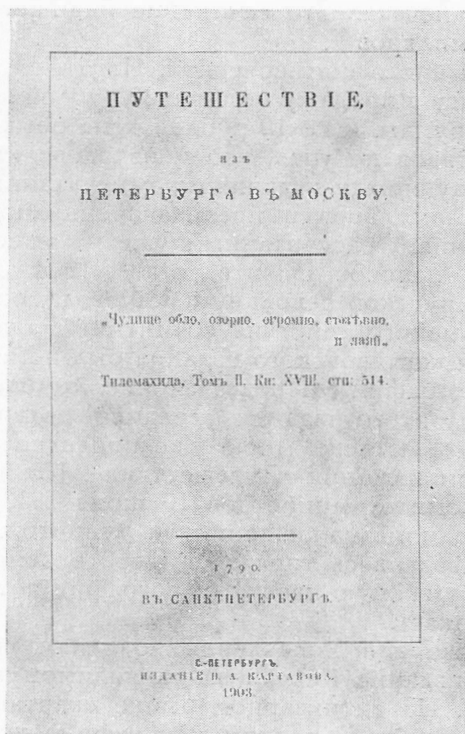 ПУТЕШЕСТВІЕ,
изъ
ПЕТЕРБУРГА ВЪ МОСКВУ.
„Чудище обло, озорно, огромно, стозѣвно,
и лаяй„
Тилемахида, Томъ II. Кн: XVIII. сти: 514.
1790.
ВЪ САНКТПЕТЕРБУРГѢ.
С.-ПЕТЕРБУРГЪ.
ИЗДАНІЕ П. А. КАРТАВОВА.
1903.